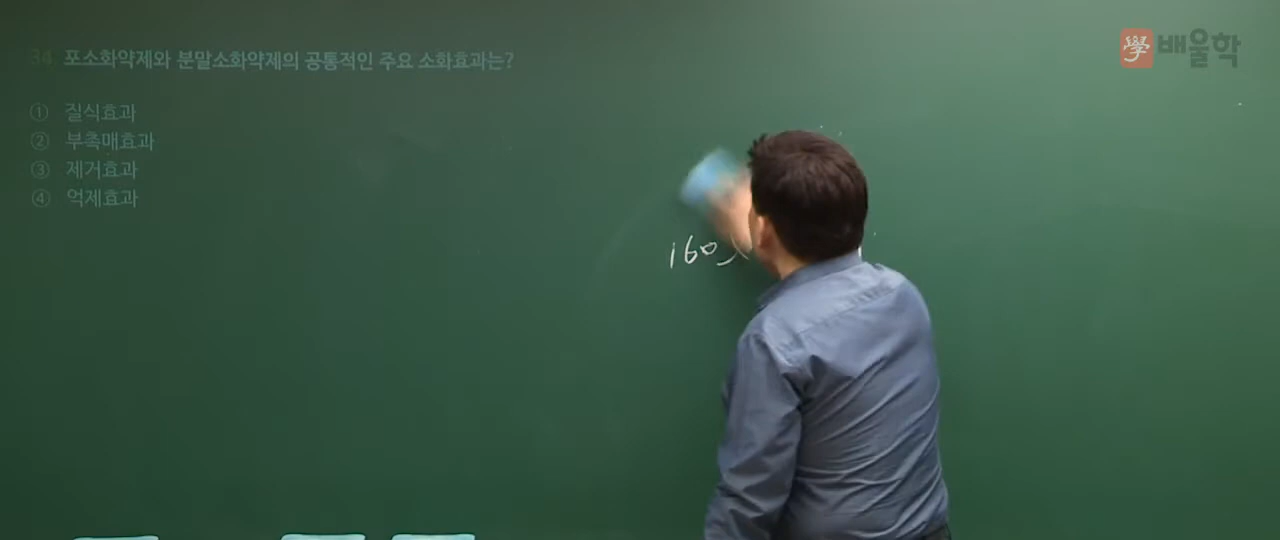 34 포소화약제와 분말소화약제의 공통적인 주요 소화효과는?
① 질식효과
② 부촉매효과
③ 제거효과
④ 억제효과
160
學 배울학